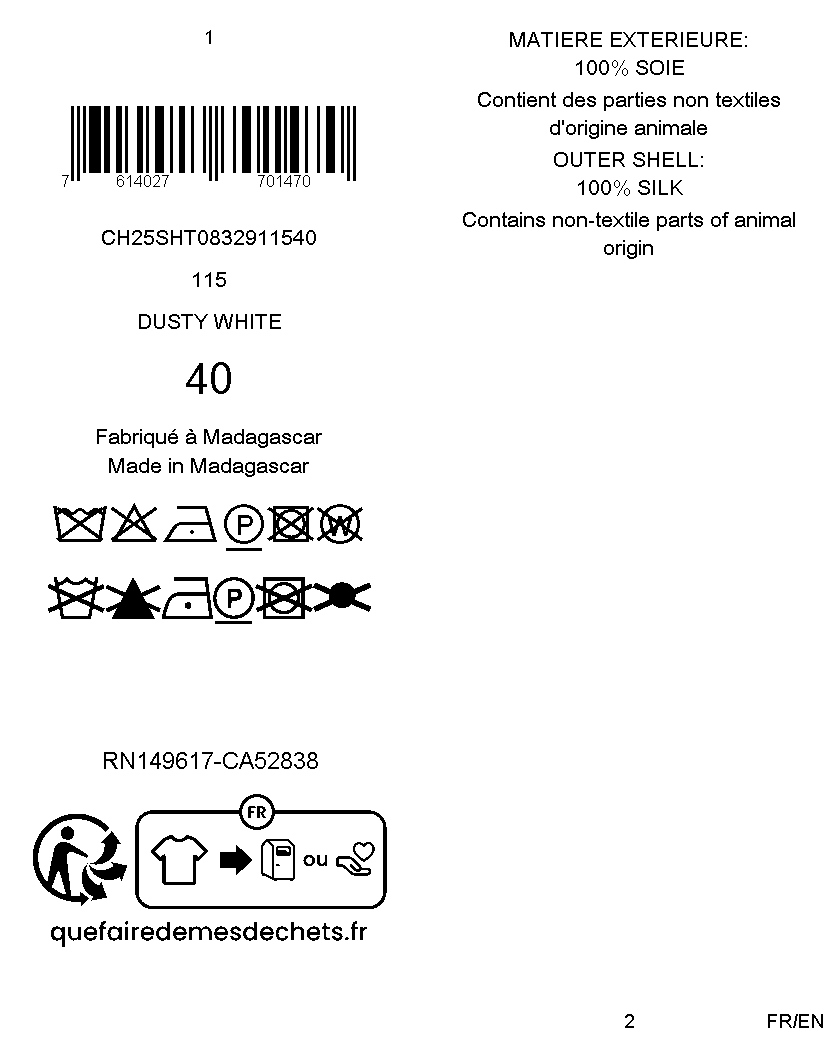 1
7 614027 701470
CH25SHT0832911540
115
DUSTY WHITE
40
Fabriqué à Madagascar
Made in Madagascar
P W
P
RN149617-CA52838
FR
ou
quefairedemesdechets.fr
MATIERE EXTERIEURE:
100% SOIE
Contient des parties non textiles
d'origine animale
OUTER SHELL:
100% SILK
Contains non-textile parts of animal
origin
2
FR/EN